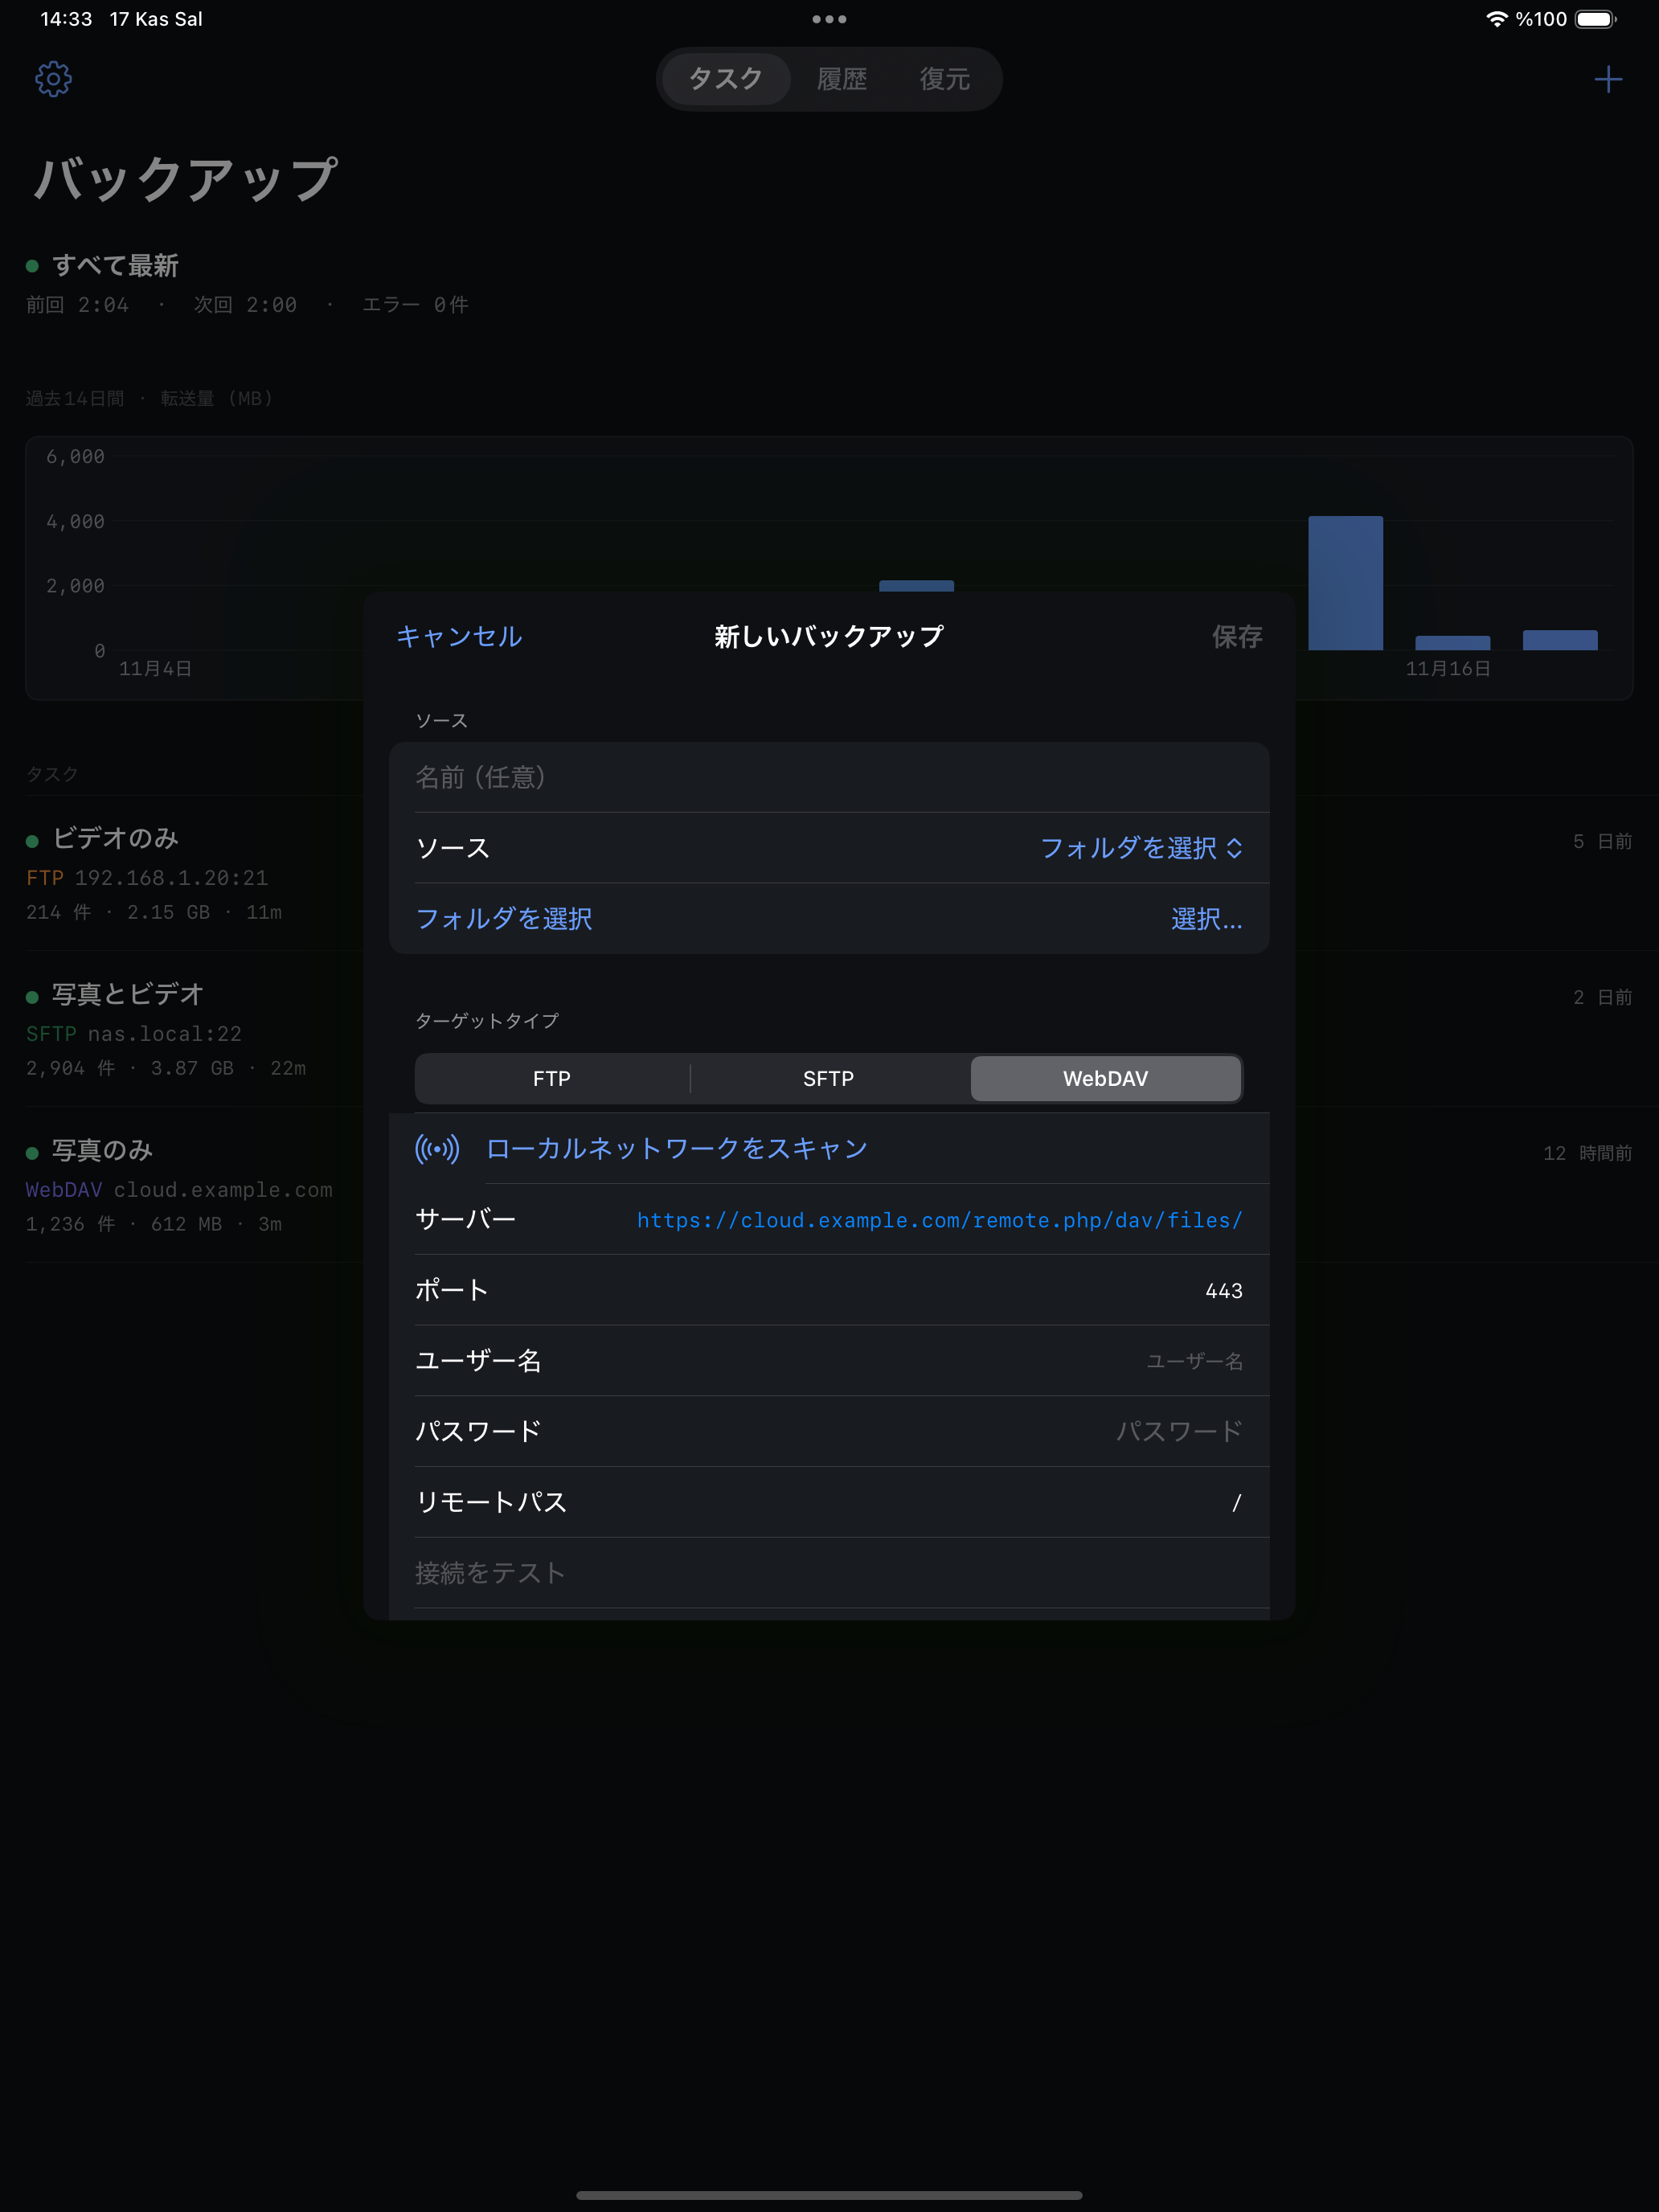 14:33 17 Kas Sal
%100
タスク 履歴 復元
バックアップ
すべて最新
前回 2:04 · 次回 2:00 · エラー 0件
過去14日間 · 転送量 (MB)
6,000
4,000
2,000
0
11月4日 11月16日
タスク
ビデオのみ 5 日前
FTP 192.168.1.20:21
214 件 · 2.15 GB · 11m
写真とビデオ 2 日前
SFTP nas.local:22
2,904 件 · 3.87 GB · 22m
写真のみ 12 時間前
WebDAV cloud.example.com
1,236 件 · 612 MB · 3m
キャンセル 新しいバックアップ 保存
ソース
名前（任意）
ソース フォルダを選択
フォルダを選択 選択...
ターゲットタイプ
FTP SFTP WebDAV
ローカルネットワークをスキャン
サーバー https://cloud.example.com/remote.php/dav/files/
ポート 443
ユーザー名 ユーザー名
パスワード パスワード
リモートパス /
接続をテスト